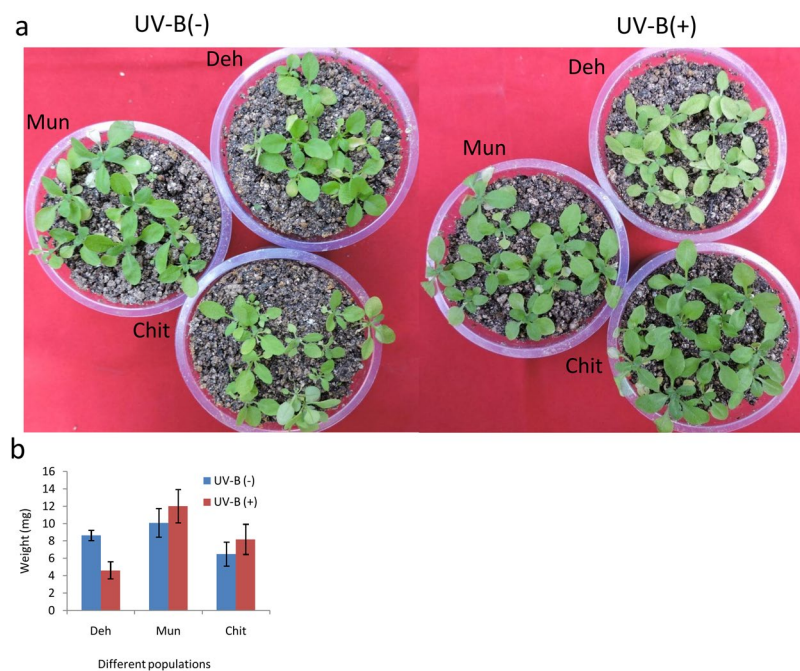 a
UV-B(-)
UV-B(+)
Deh
Deh
Mun
Mun
Chit
Chit
b
16
14
12
10
8
6
4
2
0
Weight (mg)
UV-B (-)
UV-B (+)
Deh Mun Chit
Different populations